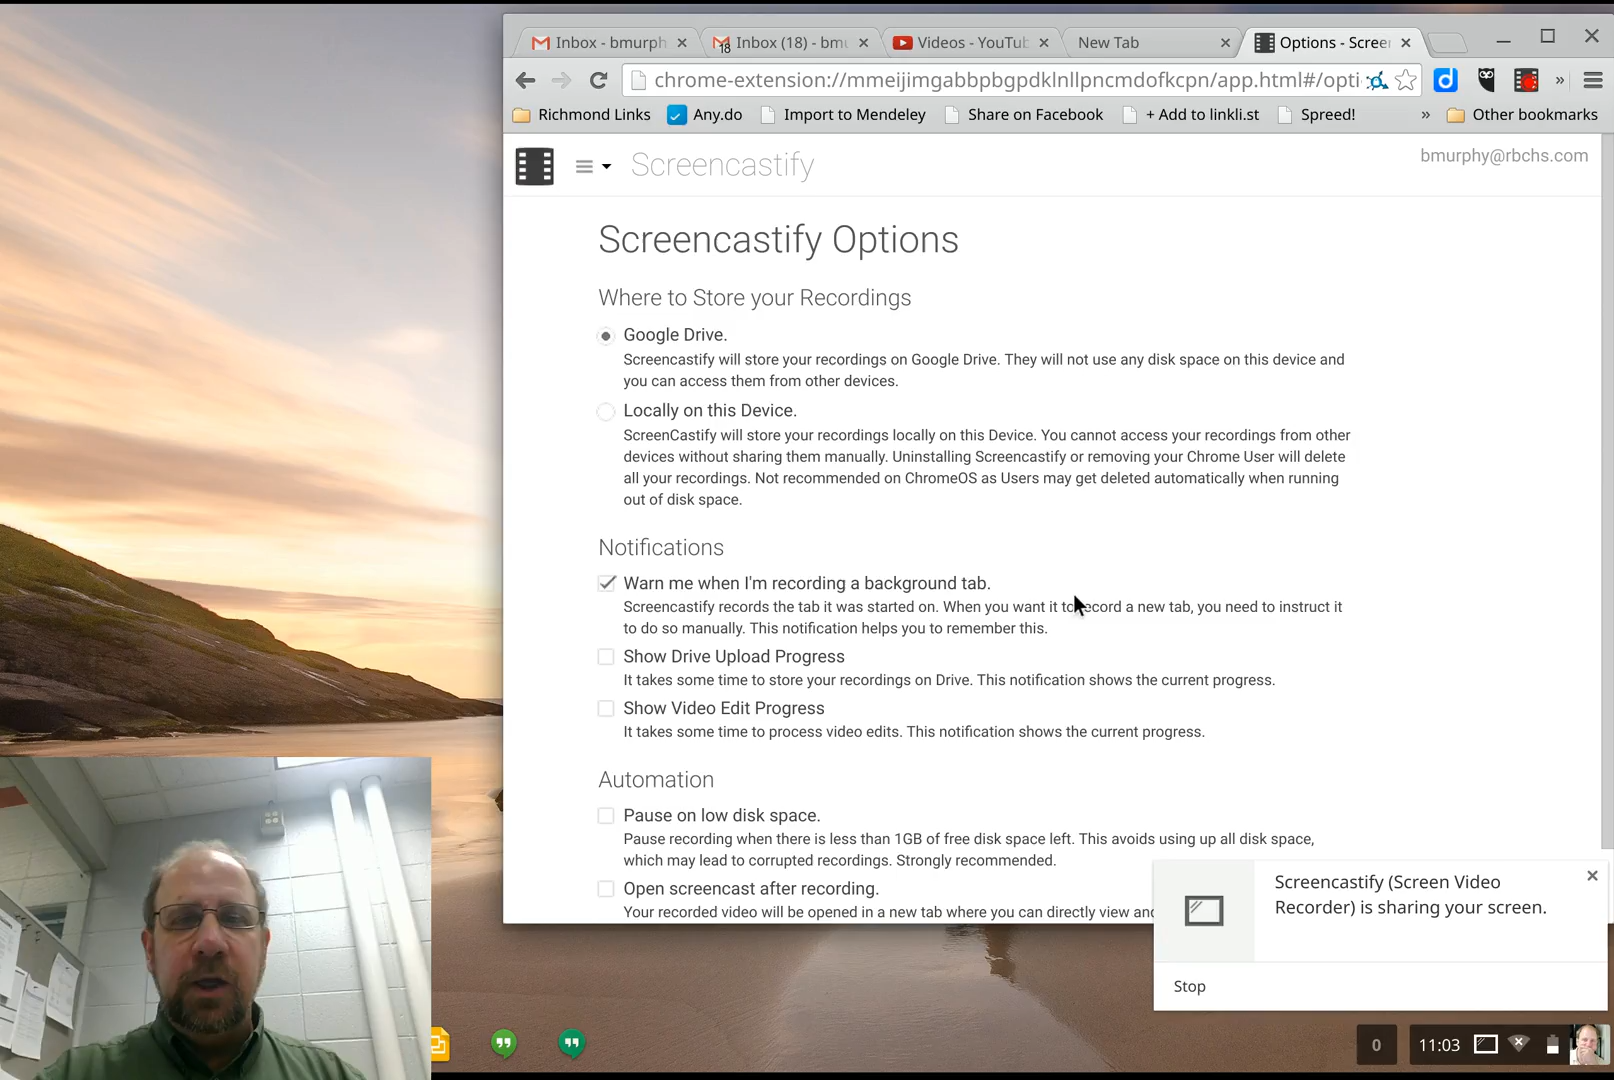 Inbox - bmurph
Inbox (18) - bmu
18
Videos - YouTub
New Tab
Options - Screen
chrome-extension://mmeijimgabbpbgpdklnllpncmdofkcpn/app.html#/opti
Richmond Links
Any.do
Import to Mendeley
Share on Facebook
+ Add to linkli.st
Spreed!
»
Other bookmarks
Screencastify
bmurphy@rbchs.com
Screencastify Options
Where to Store your Recordings
Google Drive.
Screencastify will store your recordings on Google Drive. They will not use any disk space on this device and
you can access them from other devices.
Locally on this Device.
ScreenCastify will store your recordings locally on this Device. You cannot access your recordings from other
devices without sharing them manually. Uninstalling Screencastify or removing your Chrome User will delete
all your recordings. Not recommended on ChromeOS as Users may get deleted automatically when running
out of disk space.
Notifications
Warn me when I'm recording a background tab.
Screencastify records the tab it was started on. When you want it to record a new tab, you need to instruct it
to do so manually. This notification helps you to remember this.
Show Drive Upload Progress
It takes some time to store your recordings on Drive. This notification shows the current progress.
Show Video Edit Progress
It takes some time to process video edits. This notification shows the current progress.
Automation
Pause on low disk space.
Pause recording when there is less than 1GB of free disk space left. This avoids using up all disk space,
which may lead to corrupted recordings. Strongly recommended.
Open screencast after recording.
Your recorded video will be opened in a new tab where you can directly view and
Screencastify (Screen Video
Recorder) is sharing your screen.
Stop
0
11:03